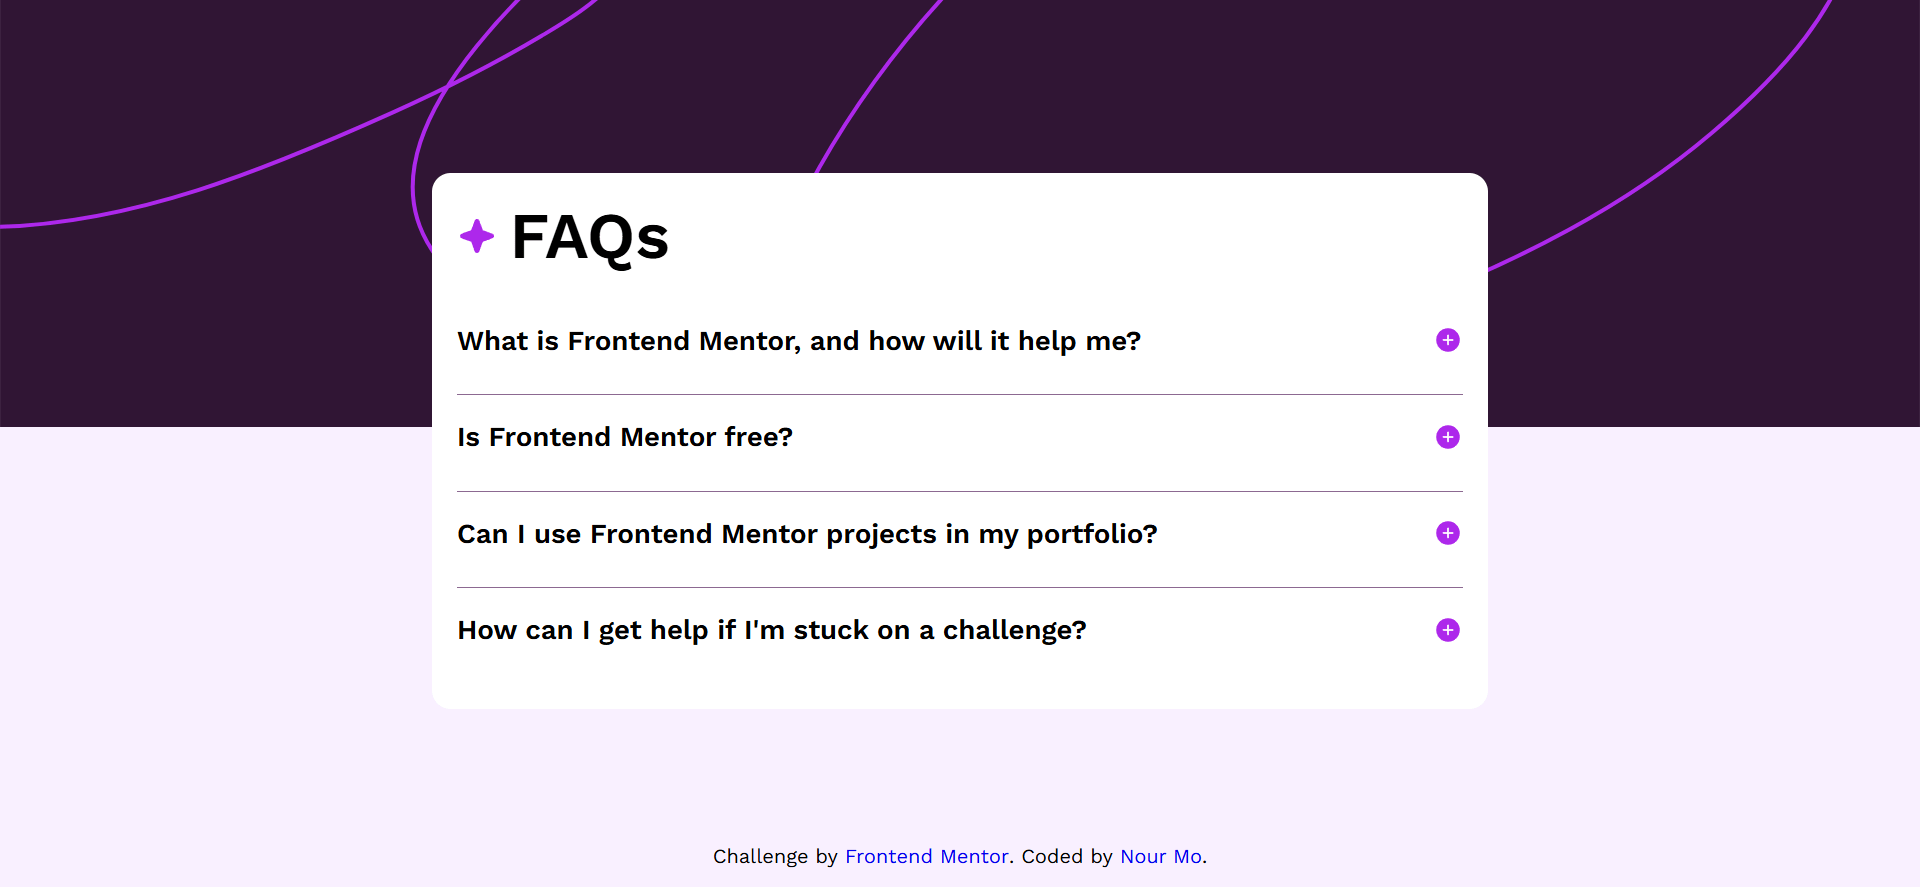 FAQs
What is Frontend Mentor, and how will it help me?
Is Frontend Mentor free?
Can I use Frontend Mentor projects in my portfolio?
How can I get help if I'm stuck on a challenge?
Challenge by Frontend Mentor. Coded by Nour Mo.